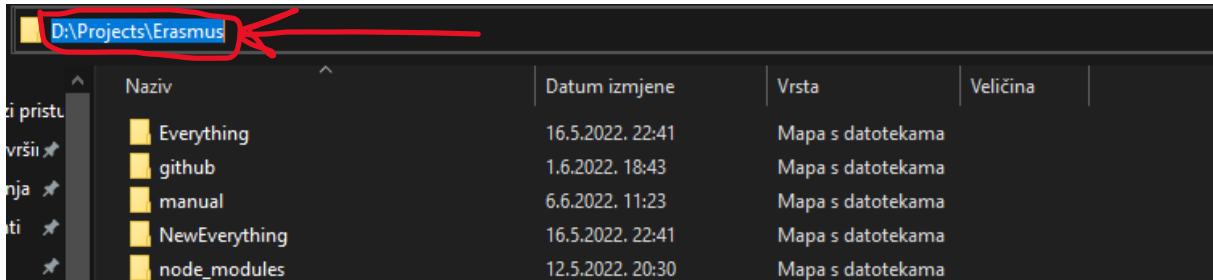 D:\Projects\Erasmus
Naziv Datum izmjene Vrsta Veličina
Everything 16.5.2022. 22:41 Mapa s datotekama
github 1.6.2022. 18:43 Mapa s datotekama
manual 6.6.2022. 11:23 Mapa s datotekama
NewEverything 16.5.2022. 22:41 Mapa s datotekama
node_modules 12.5.2022. 20:30 Mapa s datotekama